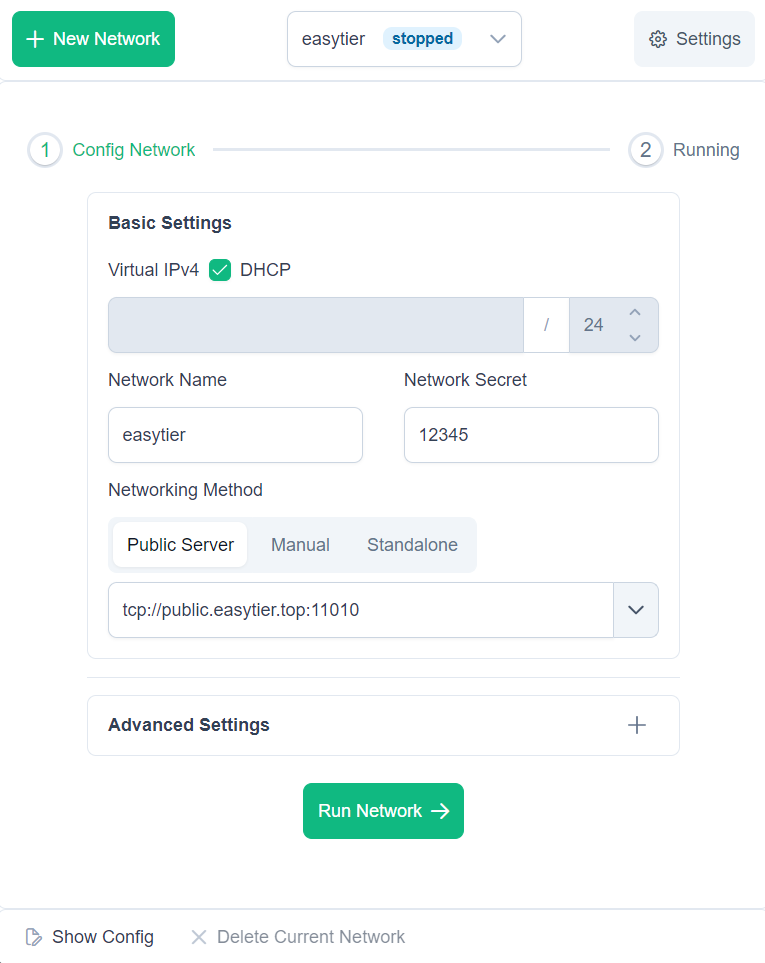 New Network
easytier stopped
Settings
1 Config Network
2 Running
Basic Settings
Virtual IPv4 DHCP
/ 24
Network Name Network Secret
easytier 12345
Networking Method
Public Server Manual Standalone
tcp://public.easytier.top:11010
Advanced Settings
Run Network
Show Config Delete Current Network